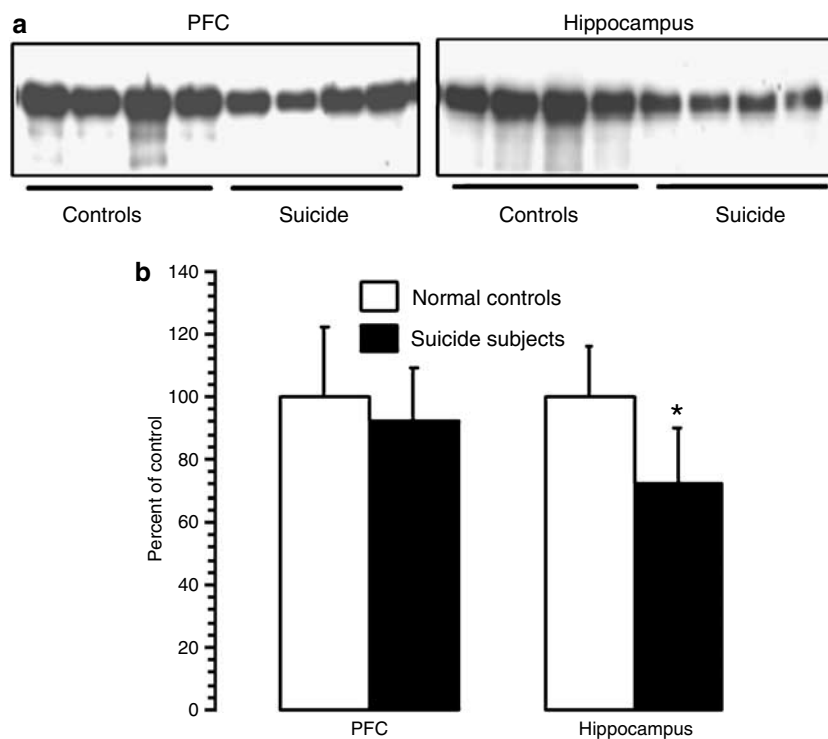 a
PFC
Hippocampus
Controls
Suicide
Controls
Suicide
b
140
120
100
80
60
40
20
0
Percent of control
Normal controls
Suicide subjects
*
PFC
Hippocampus